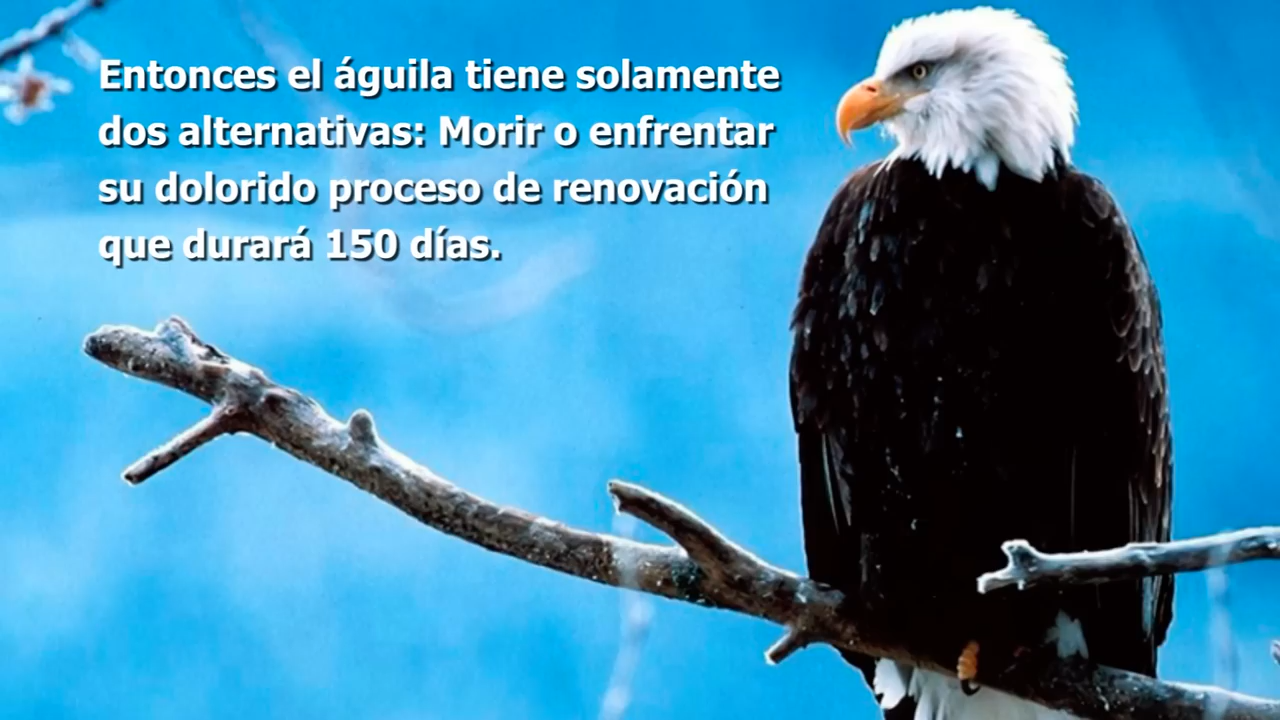 Entonces el águila tiene solamente
dos alternativas: Morir o enfrentar
su dolorido proceso de renovación
que durará 150 días.